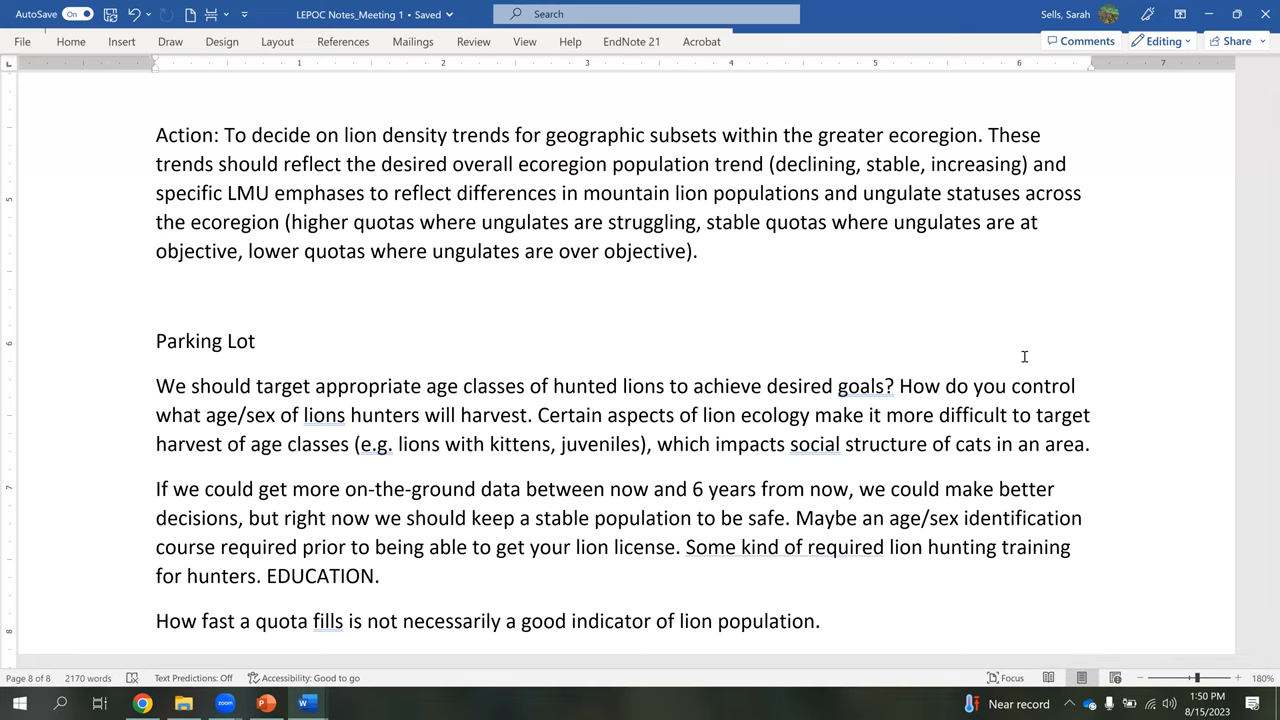 AutoSave
On
LEPOC Notes_Meeting 1 • Saved
Search
Sells, Sarah
File Home Insert Draw Design Layout References Mailings Review View Help EndNote 21 Acrobat
Comments Editing Share
1 2 3 4 5 6 7
Action: To decide on lion density trends for geographic subsets within the greater ecoregion. These
trends should reflect the desired overall ecoregion population trend (declining, stable, increasing) and
specific LMU emphases to reflect differences in mountain lion populations and ungulate statuses across
the ecoregion (higher quotas where ungulates are struggling, stable quotas where ungulates are at
objective, lower quotas where ungulates are over objective).
Parking Lot
We should target appropriate age classes of hunted lions to achieve desired goals? How do you control
what age/sex of lions hunters will harvest. Certain aspects of lion ecology make it more difficult to target
harvest of age classes (e.g. lions with kittens, juveniles), which impacts social structure of cats in an area.
If we could get more on-the-ground data between now and 6 years from now, we could make better
decisions, but right now we should keep a stable population to be safe. Maybe an age/sex identification
course required prior to being able to get your lion license. Some kind of required lion hunting training
for hunters. EDUCATION.
How fast a quota fills is not necessarily a good indicator of lion population.
5
6
7
8
Page 8 of 8 2170 words Text Predictions: Off Accessibility: Good to go Focus 180%
zoom
Near record
1:50 PM
8/15/2023